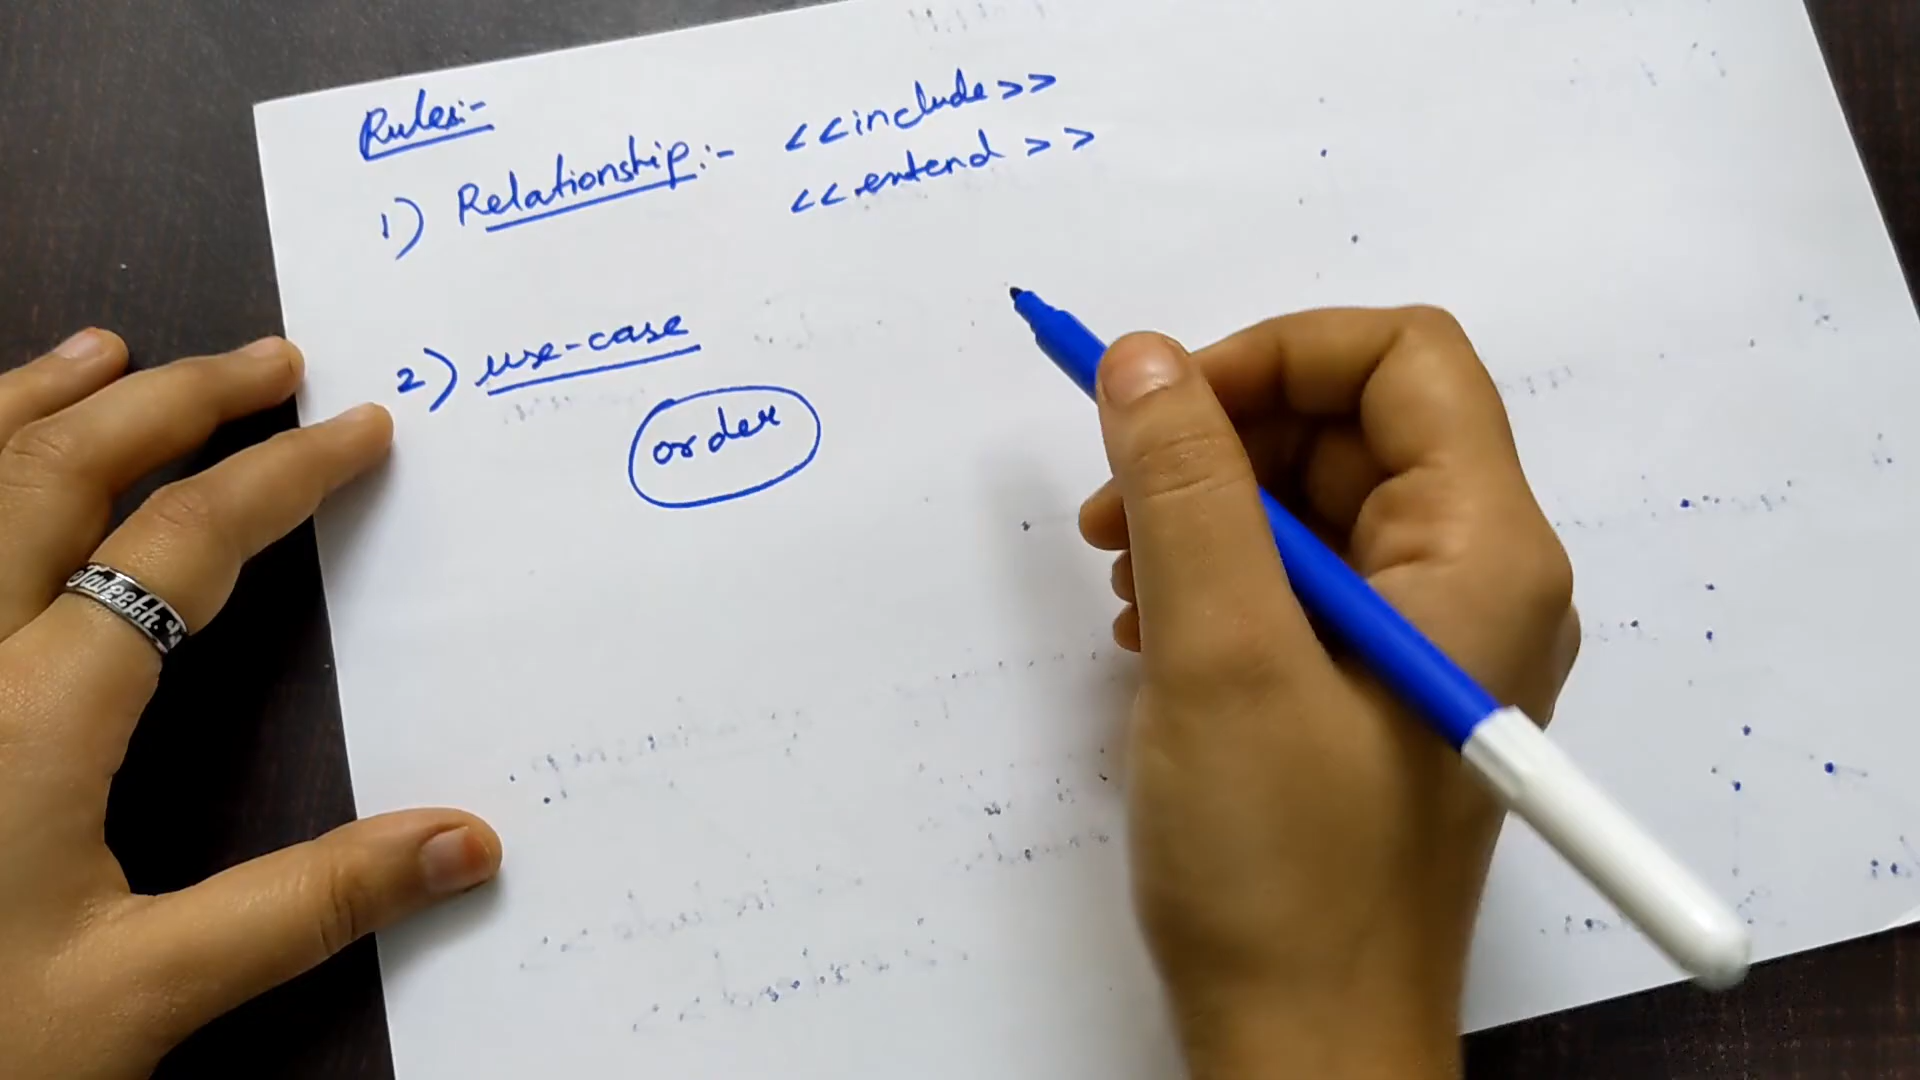 Rules:-
1) Relationship:- <<include>>
<<extend>>
2) use-case
order